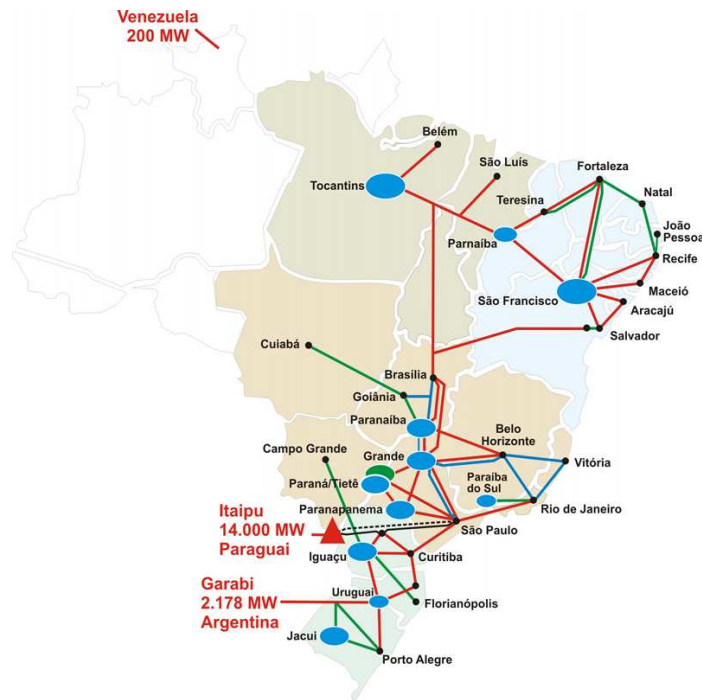 Venezuela
200 MW
Belém
São Luís
Fortaleza
Tocantins
Teresina
Natal
Parnaíba
João
Pessoa
Recife
São Francisco
Maceió
Aracajú
Salvador
Cuiabá
Brasília
Goiânia
Paranaíba
Belo
Horizonte
Campo Grande
Grande
Vitória
Paraná/Tietê
Paraíba
do Sul
Paranapanema
Rio de Janeiro
Itaipu
14.000 MW
Paraguai
São Paulo
Iguaçu
Curitiba
Garabi
2.178 MW
Argentina
Uruguai
Florianópolis
Jacui
Porto Alegre